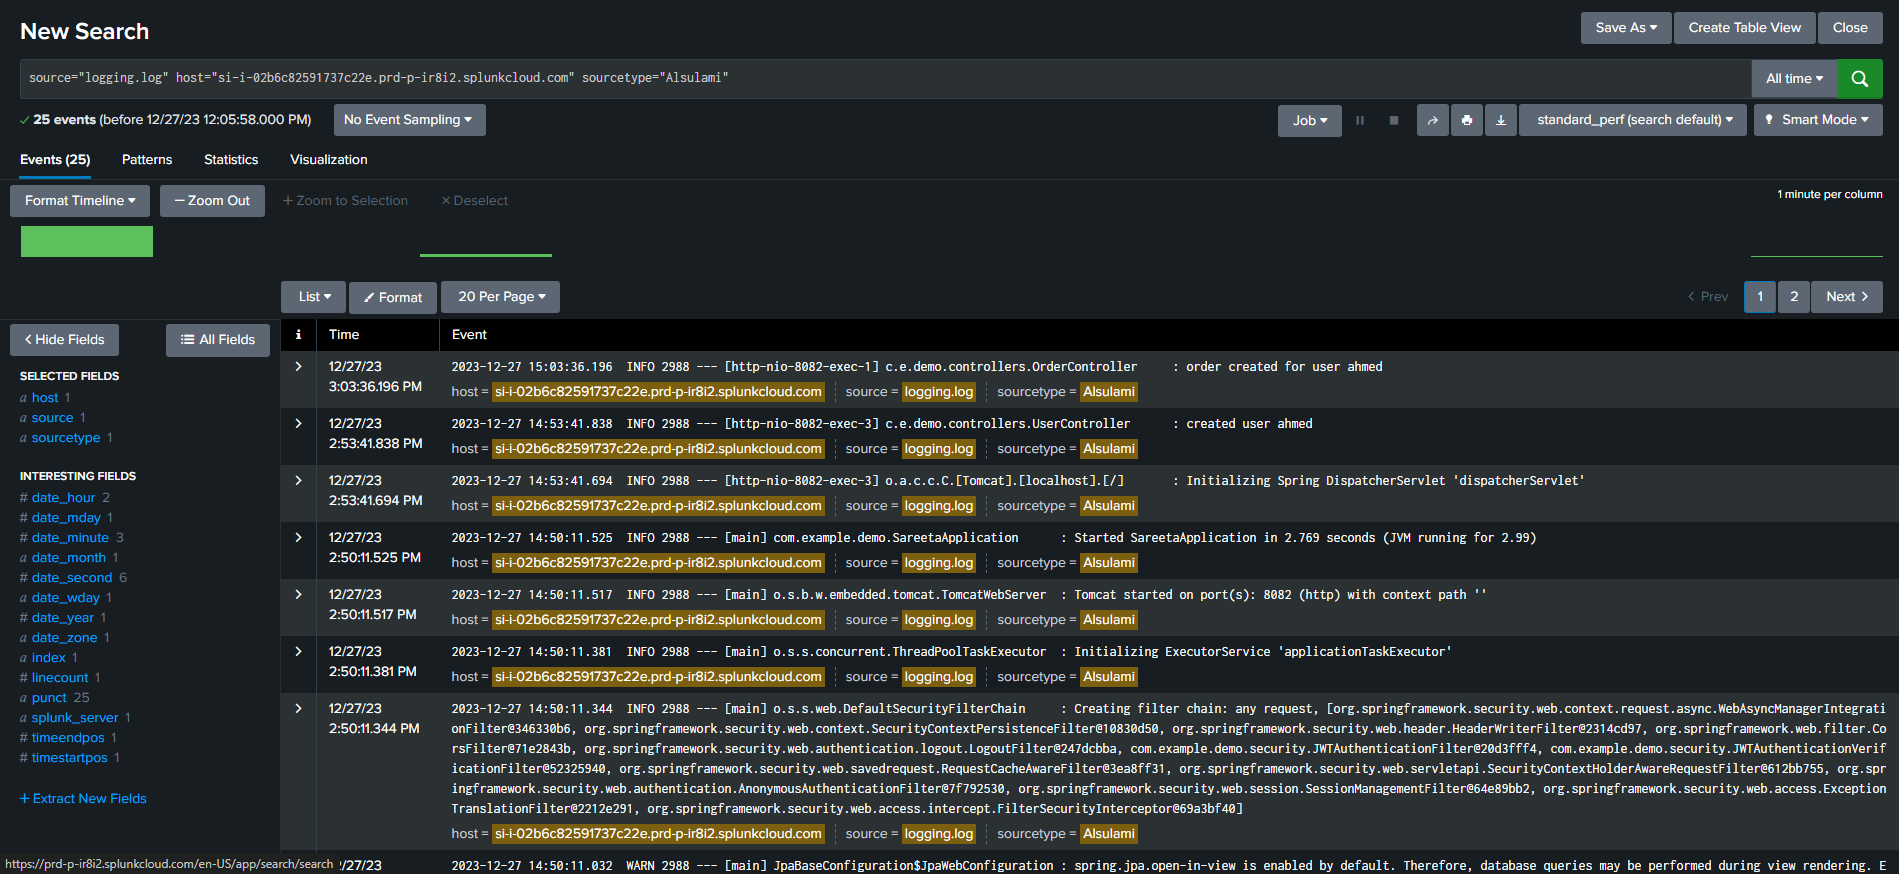 New Search
Save As
Create Table View
Close
source="logging.log" host="si-i-02b6c82591737c22e.prd-p-ir8i2.splunkcloud.com" sourcetype="Alsulami"
All time
25 events (before 12/27/23 12:05:58.000 PM)
No Event Sampling
Job
standard_perf (search default)
Smart Mode
Events (25)
Patterns
Statistics
Visualization
Format Timeline
Zoom Out
Zoom to Selection
Deselect
1 minute per column
List
Format
20 Per Page
Prev
1
2
Next
Hide Fields
All Fields
SELECTED FIELDS
a host 1
a source 1
a sourcetype 1
INTERESTING FIELDS
# date_hour 2
# date_mday 1
# date_minute 3
a date_month 1
# date_second 6
a date_wday 1
# date_year 1
a date_zone 1
a index 1
# linecount 1
a punct 25
a splunk_server 1
# timeendpos 1
# timestartpos 1
+ Extract New Fields
i
Time
Event
12/27/23
3:03:36.196 PM
2023-12-27 15:03:36.196 INFO 2988 --- [http-nio-8082-exec-1] c.e.demo.controllers.OrderController : order created for user ahmed
host = si-i-02b6c82591737c22e.prd-p-ir8i2.splunkcloud.com source = logging.log sourcetype = Alsulami
12/27/23
2:53:41.838 PM
2023-12-27 14:53:41.838 INFO 2988 --- [http-nio-8082-exec-3] c.e.demo.controllers.UserController : created user ahmed
host = si-i-02b6c82591737c22e.prd-p-ir8i2.splunkcloud.com source = logging.log sourcetype = Alsulami
12/27/23
2:53:41.694 PM
2023-12-27 14:53:41.694 INFO 2988 --- [http-nio-8082-exec-3] o.a.c.c.C.[Tomcat].[localhost].[/] : Initializing Spring DispatcherServlet 'dispatcherServlet'
host = si-i-02b6c82591737c22e.prd-p-ir8i2.splunkcloud.com source = logging.log sourcetype = Alsulami
12/27/23
2:50:11.525 PM
2023-12-27 14:50:11.525 INFO 2988 --- [main] com.example.demo.SareetaApplication : Started SareetaApplication in 2.769 seconds (JVM running for 2.99)
host = si-i-02b6c82591737c22e.prd-p-ir8i2.splunkcloud.com source = logging.log sourcetype = Alsulami
12/27/23
2:50:11.517 PM
2023-12-27 14:50:11.517 INFO 2988 --- [main] o.s.b.w.embedded.tomcat.TomcatWebServer : Tomcat started on port(s): 8082 (http) with context path ''
host = si-i-02b6c82591737c22e.prd-p-ir8i2.splunkcloud.com source = logging.log sourcetype = Alsulami
12/27/23
2:50:11.381 PM
2023-12-27 14:50:11.381 INFO 2988 --- [main] o.s.s.concurrent.ThreadPoolTaskExecutor : Initializing ExecutorService 'applicationTaskExecutor'
host = si-i-02b6c82591737c22e.prd-p-ir8i2.splunkcloud.com source = logging.log sourcetype = Alsulami
12/27/23
2:50:11.344 PM
2023-12-27 14:50:11.344 INFO 2988 --- [main] o.s.s.web.DefaultSecurityFilterChain : Creating filter chain: any request, [org.springframework.security.web.context.request.async.WebAsyncManagerIntegrati
onFilter@346330b6, org.springframework.security.web.context.SecurityContextPersistenceFilter@10830d50, org.springframework.security.web.header.HeaderWriterFilter@2314cd97, org.springframework.web.filter.Co
rsFilter@71e2843b, org.springframework.security.web.authentication.logout.LogoutFilter@247dcbba, com.example.demo.security.JWTAuthenticationFilter@20d3fff4, com.example.demo.security.JWTAuthenticationVerif
icationFilter@52325940, org.springframework.security.web.savedrequest.RequestCacheAwareFilter@3ea8ff31, org.springframework.security.web.servletapi.SecurityContextHolderAwareRequestFilter@612bb755, org.spr
ingframework.security.web.authentication.AnonymousAuthenticationFilter@7f792530, org.springframework.security.web.session.SessionManagementFilter@64e89bb2, org.springframework.security.web.access.Exception
TranslationFilter@2212e291, org.springframework.security.web.access.intercept.FilterSecurityInterceptor@69a3bf40]
host = si-i-02b6c82591737c22e.prd-p-ir8i2.splunkcloud.com source = logging.log sourcetype = Alsulami
https://prd-p-ir8i2.splunkcloud.com/en-US/app/search/search
2/27/23
2023-12-27 14:50:11.032 WARN 2988 --- [main] JpaBaseConfiguration$JpaWebConfiguration : spring.jpa.open-in-view is enabled by default. Therefore, database queries may be performed during view rendering. E